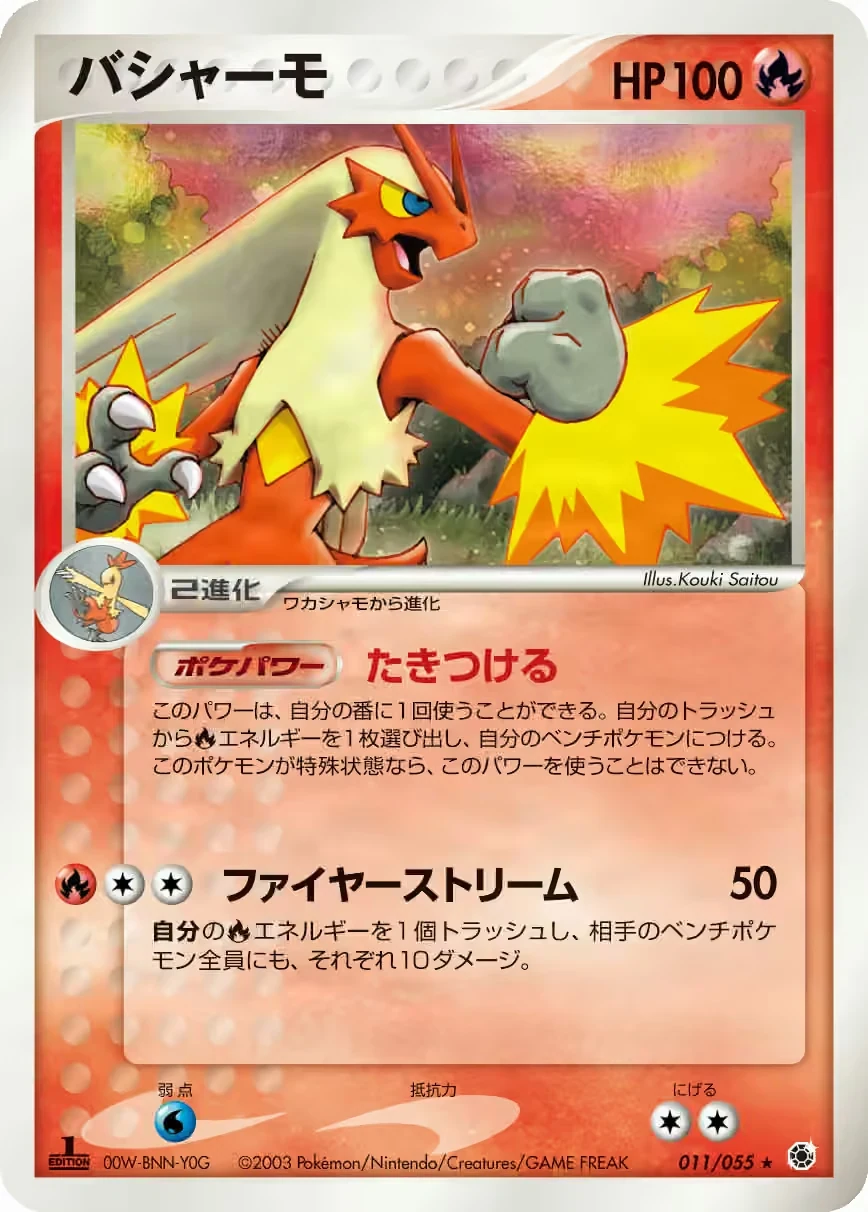 バシャーモ HP100
Illus.Kouki Saitou
2進化
ワカシャモから進化
ポケパワー たきつける
このパワーは、自分の番に1回使うことができる。自分のトラッシュ
からエネルギーを1枚選び出し、自分のベンチポケモンにつける。
このポケモンが特殊状態なら、このパワーを使うことはできない。
ファイヤーストリーム 50
自分のエネルギーを1個トラッシュし、相手のベンチポケ
モン全員にも、それぞれ10ダメージ。
弱点 抵抗力 にげる
1 EDITION 00W-BNN-Y0G ©2003 Pokémon/Nintendo/Creatures/GAME FREAK 011/055 ★